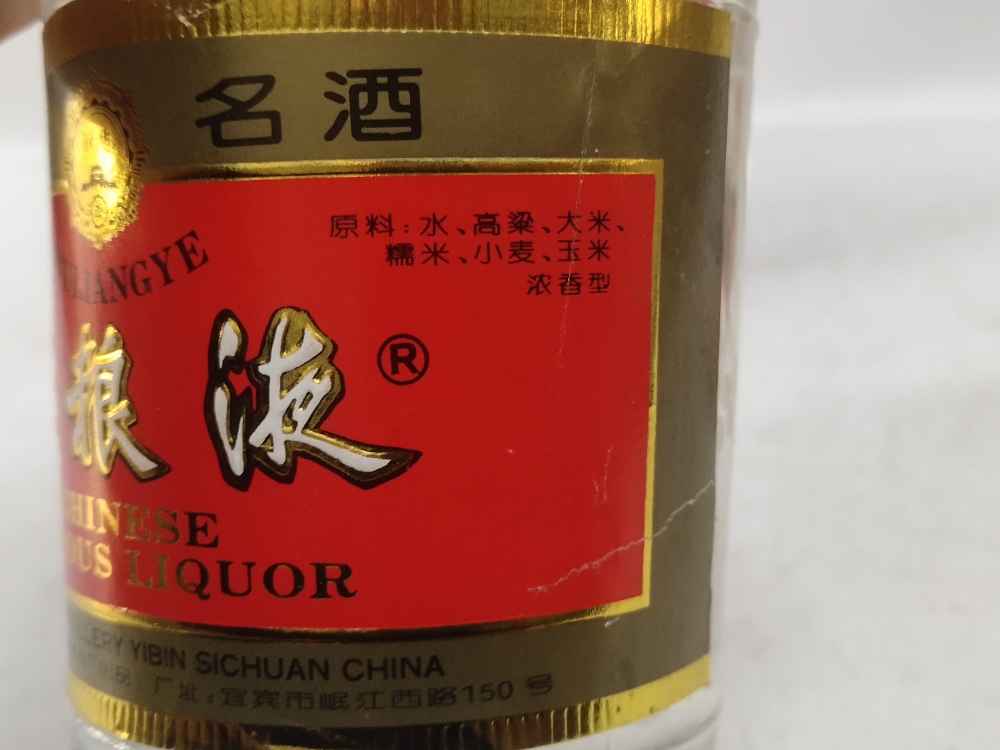 名酒
原料：水、高粱、大米、
糯米、小麦、玉米
浓香型
LIANGYE
粮液®
HINESE
OUS LIQUOR
LERY YIBIN SICHUAN CHINA
厂址：宜宾市岷江西路150号